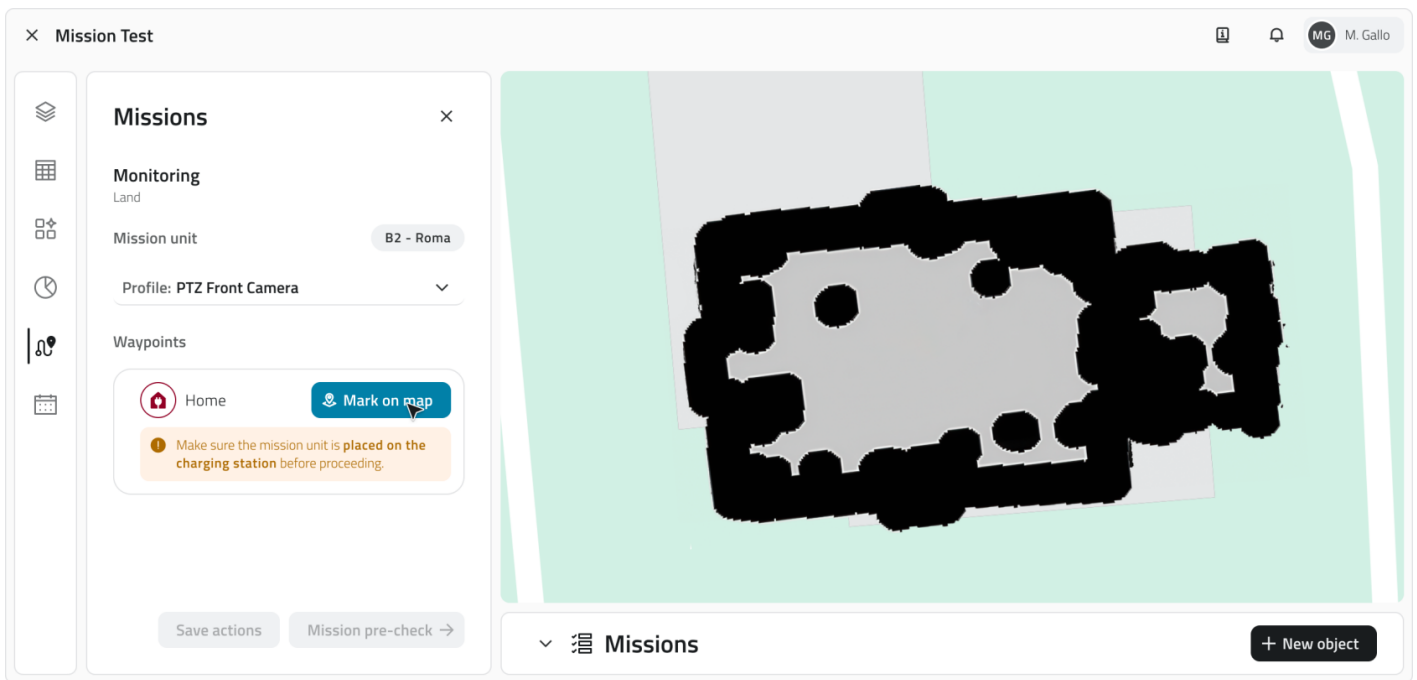 Mission Test
MG
M. Gallo
Missions
Monitoring
Land
Mission unit
B2 - Roma
Profile: PTZ Front Camera
Waypoints
Home
Mark on map
Make sure the mission unit is placed on the
charging station before proceeding.
Save actions
Mission pre-check
Missions
New object